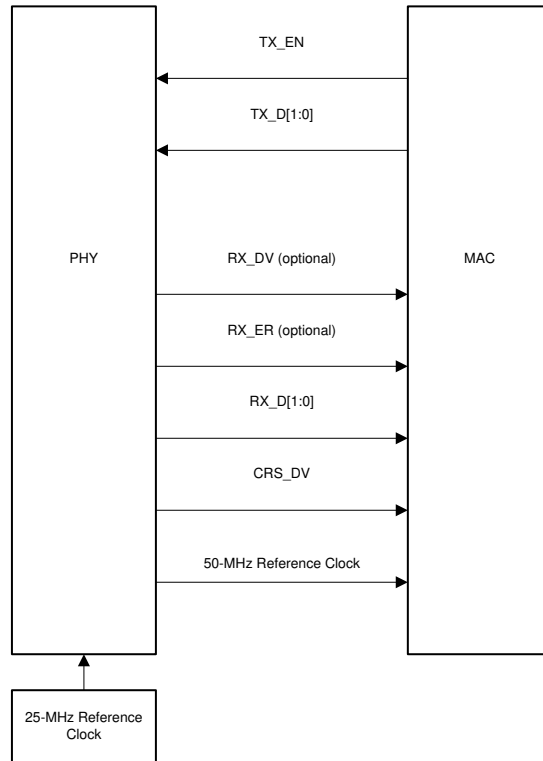 TX_EN
TX_D[1:0]
PHY
RX_DV (optional)
MAC
RX_ER (optional)
RX_D[1:0]
CRS_DV
50-MHz Reference Clock
25-MHz Reference
Clock